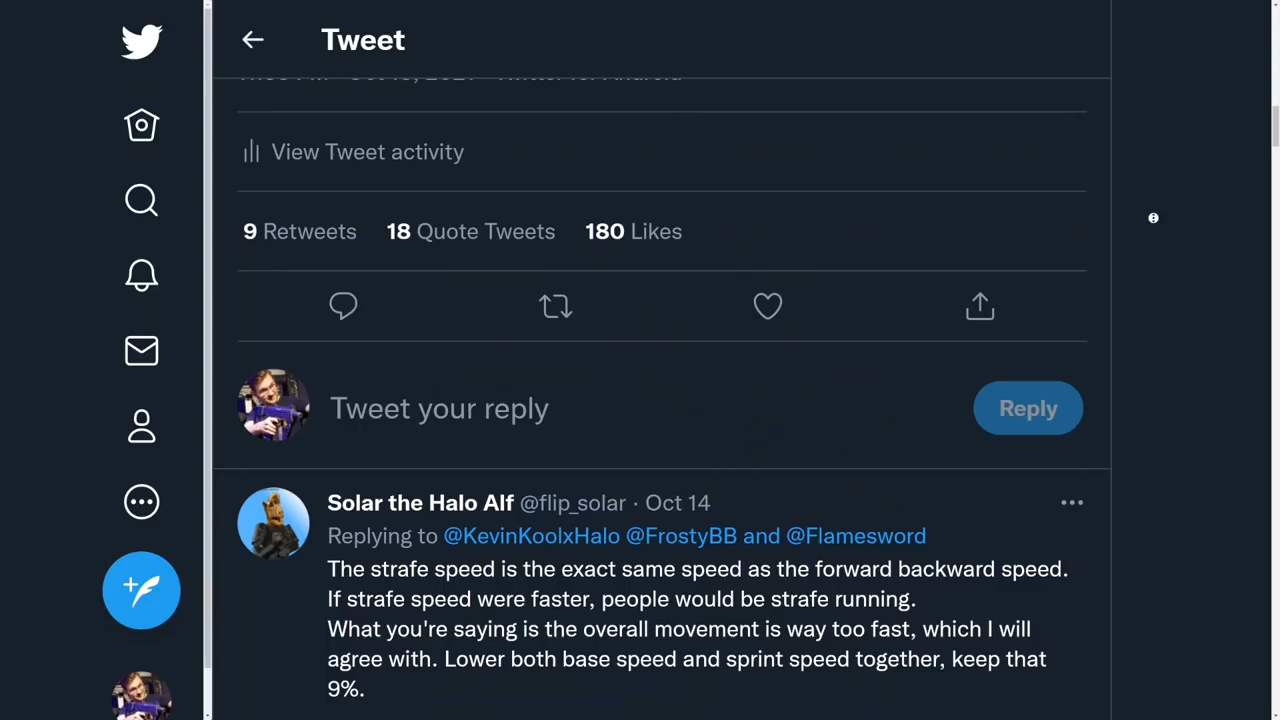 Tweet
View Tweet activity
9 Retweets 18 Quote Tweets 180 Likes
Tweet your reply
Reply
Solar the Halo Alf @flip_solar · Oct 14
Replying to @KevinKoolxHalo @FrostyBB and @Flamesword
The strafe speed is the exact same speed as the forward backward speed.
If strafe speed were faster, people would be strafe running.
What you're saying is the overall movement is way too fast, which I will
agree with. Lower both base speed and sprint speed together, keep that
9%.